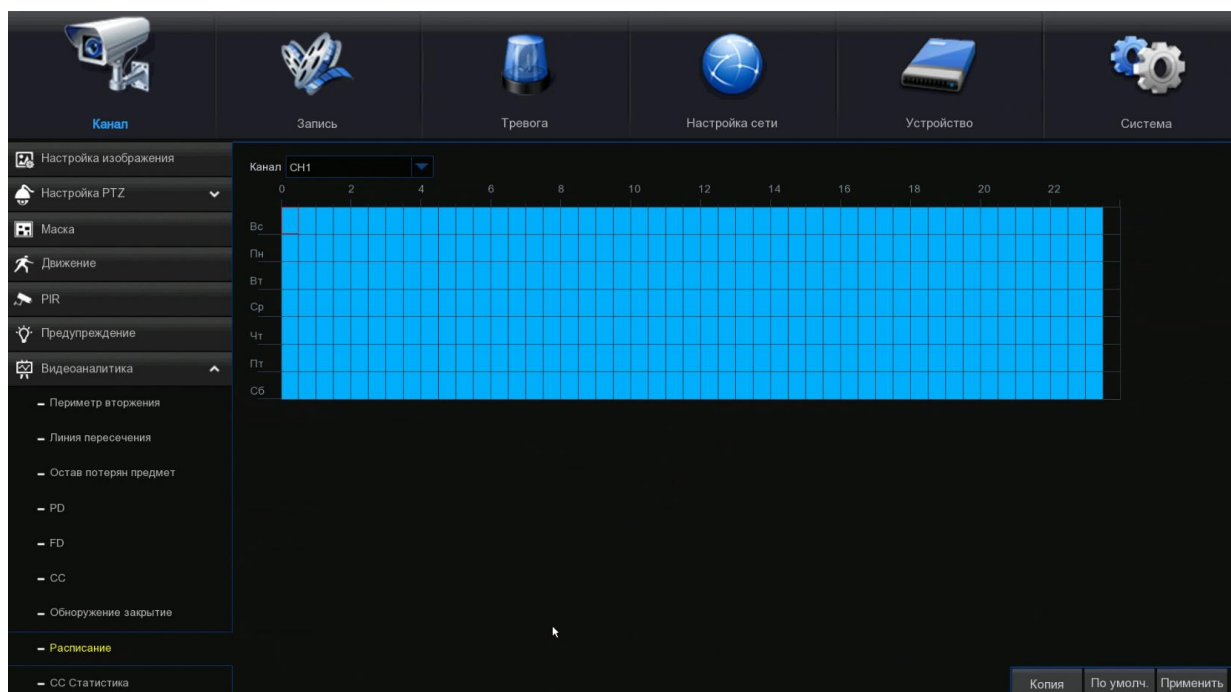 Канал
Запись
Тревога
Настройка сети
Устройство
Система
Настройка изображения
Настройка PTZ
Маска
Движение
PIR
Предупреждение
Видеоаналитика
Периметр вторжения
Линия пересечения
Остав потерян предмет
PD
FD
CC
Обноружение закрытие
Расписание
СС Статистика
Канал CH1
0 2 4 6 8 10 12 14 16 18 20 22
Вс
Пн
Вт
Ср
Чт
Пт
Сб
Копия По умолч. Применить